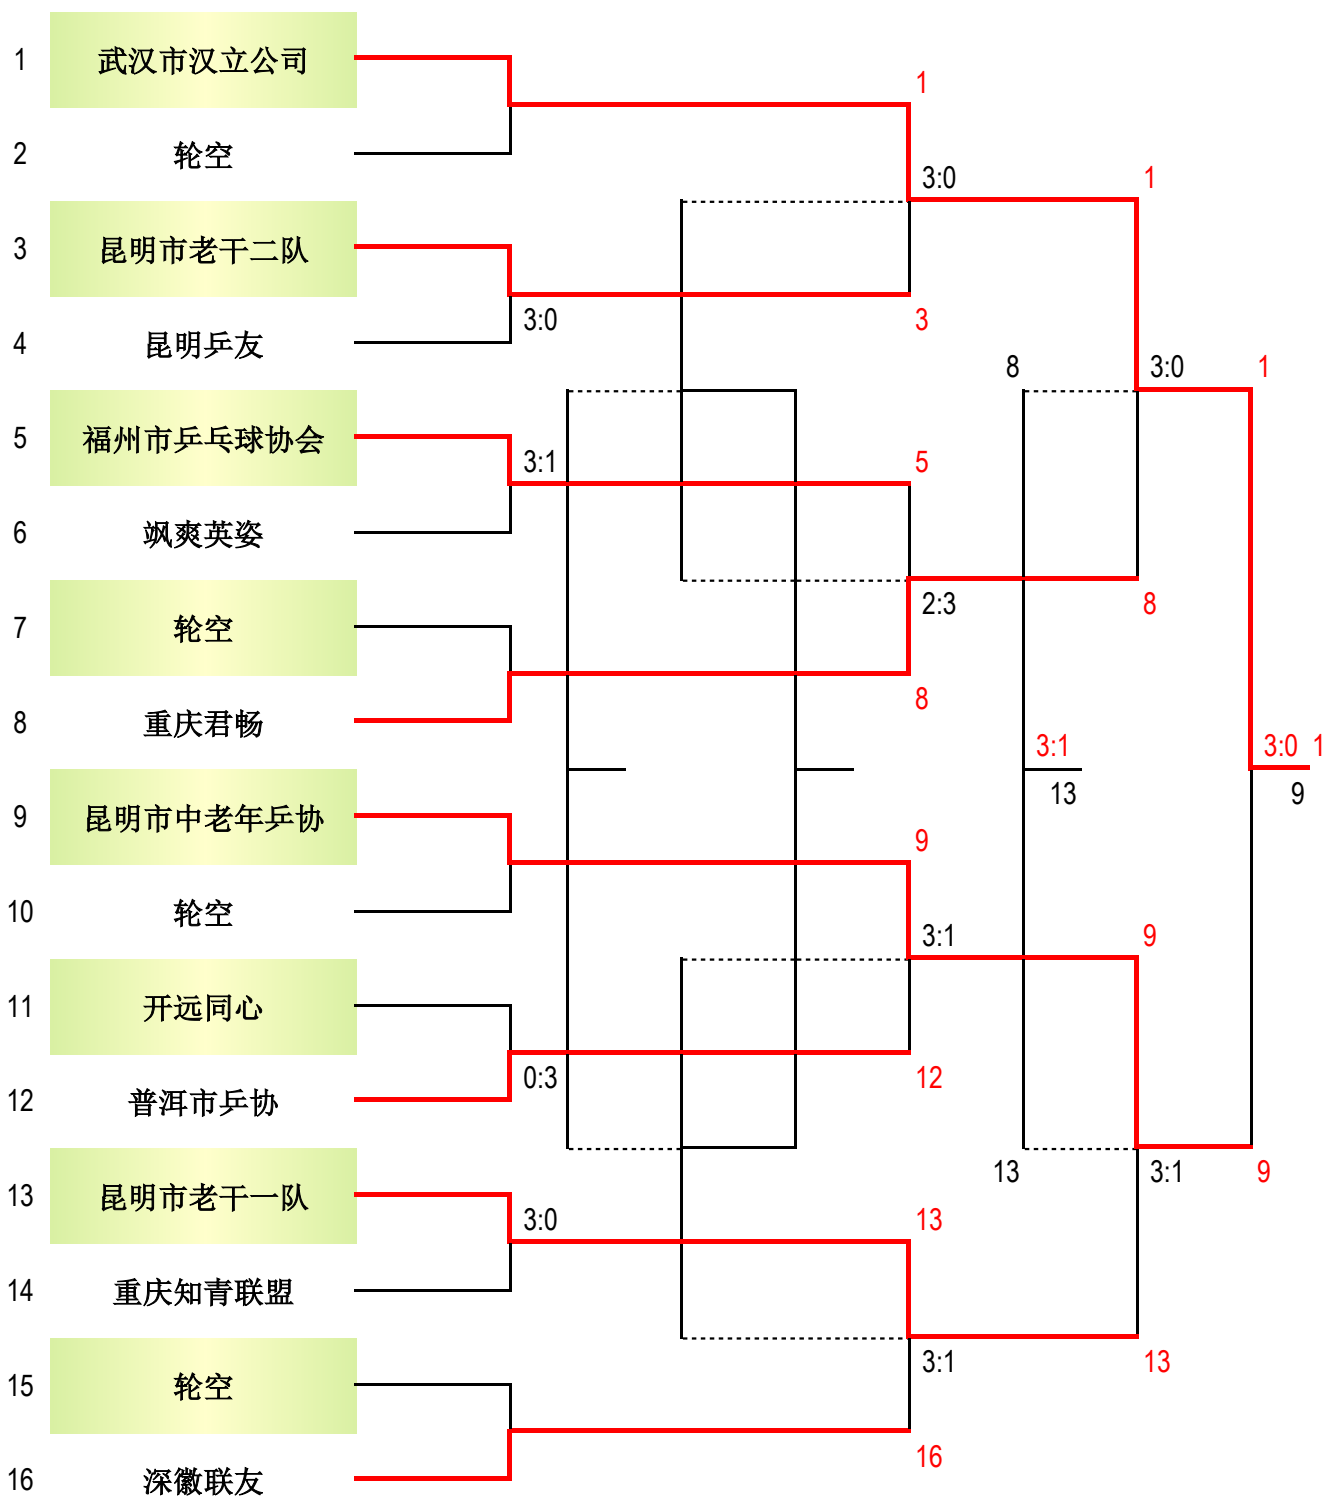 1 武汉市汉立公司
1
2 轮空
3:0
1
3 昆明市老干二队
3:0
3
4 昆明乒友
8
3:0
1
5 福州市乒乓球协会
3:1
5
6 飒爽英姿
2:3
8
7 轮空
8
8 重庆君畅
3:1
3:0 1
13
9
9 昆明市中老年乒协
9
10 轮空
3:1
9
11 开远同心
0:3
12
12 普洱市乒协
13
3:1
9
13 昆明市老干一队
3:0
13
14 重庆知青联盟
3:1
13
15 轮空
16
16 深徽联友